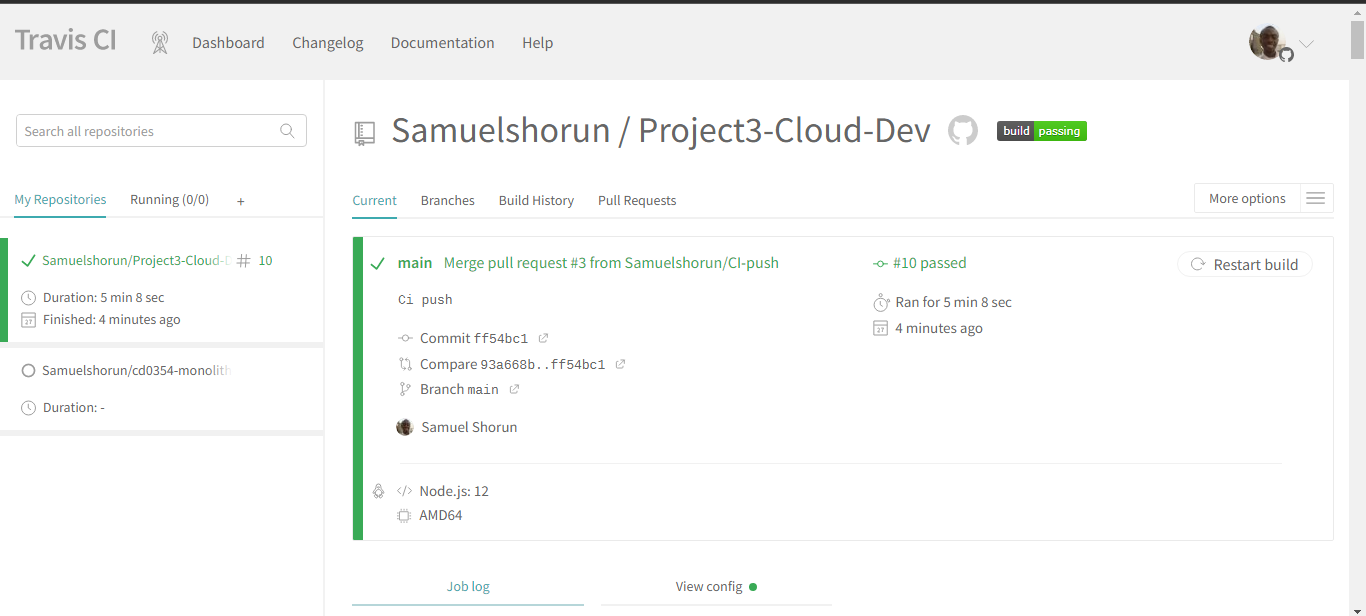 Travis CI
Dashboard
Changelog
Documentation
Help
Search all repositories
My Repositories
Running (0/0)
+
Samuelshorun/Project3-Cloud-D
# 10
Duration: 5 min 8 sec
27
Finished: 4 minutes ago
Samuelshorun/cd0354-monolith
Duration: -
Samuelshorun / Project3-Cloud-Dev
build passing
Current
Branches
Build History
Pull Requests
More options
main Merge pull request #3 from Samuelshorun/CI-push
Ci push
Commit ff54bc1
Compare 93a668b..ff54bc1
Branch main
Samuel Shorun
#10 passed
Ran for 5 min 8 sec
27
4 minutes ago
Restart build
</> Node.js: 12
AMD64
Job log
View config